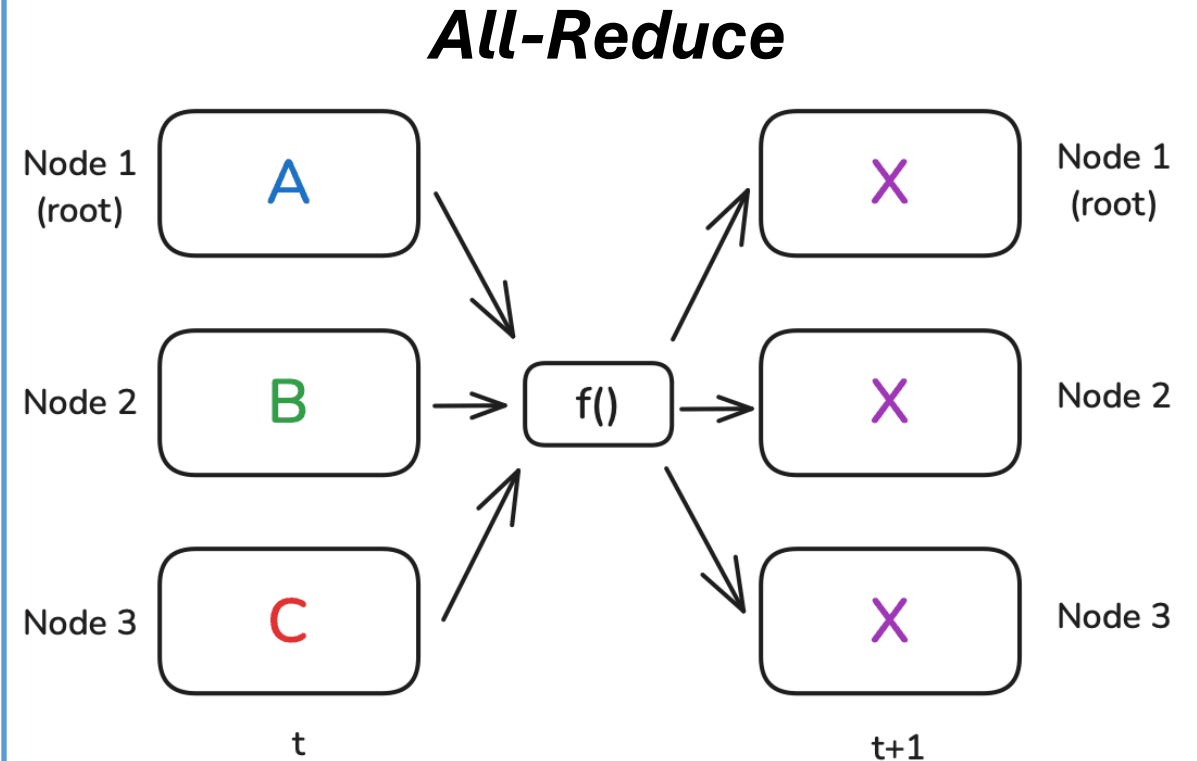 All-Reduce
Node 1
(root)
A
X
Node 1
(root)
Node 2
B
f()
X
Node 2
Node 3
C
X
Node 3
t
t+1